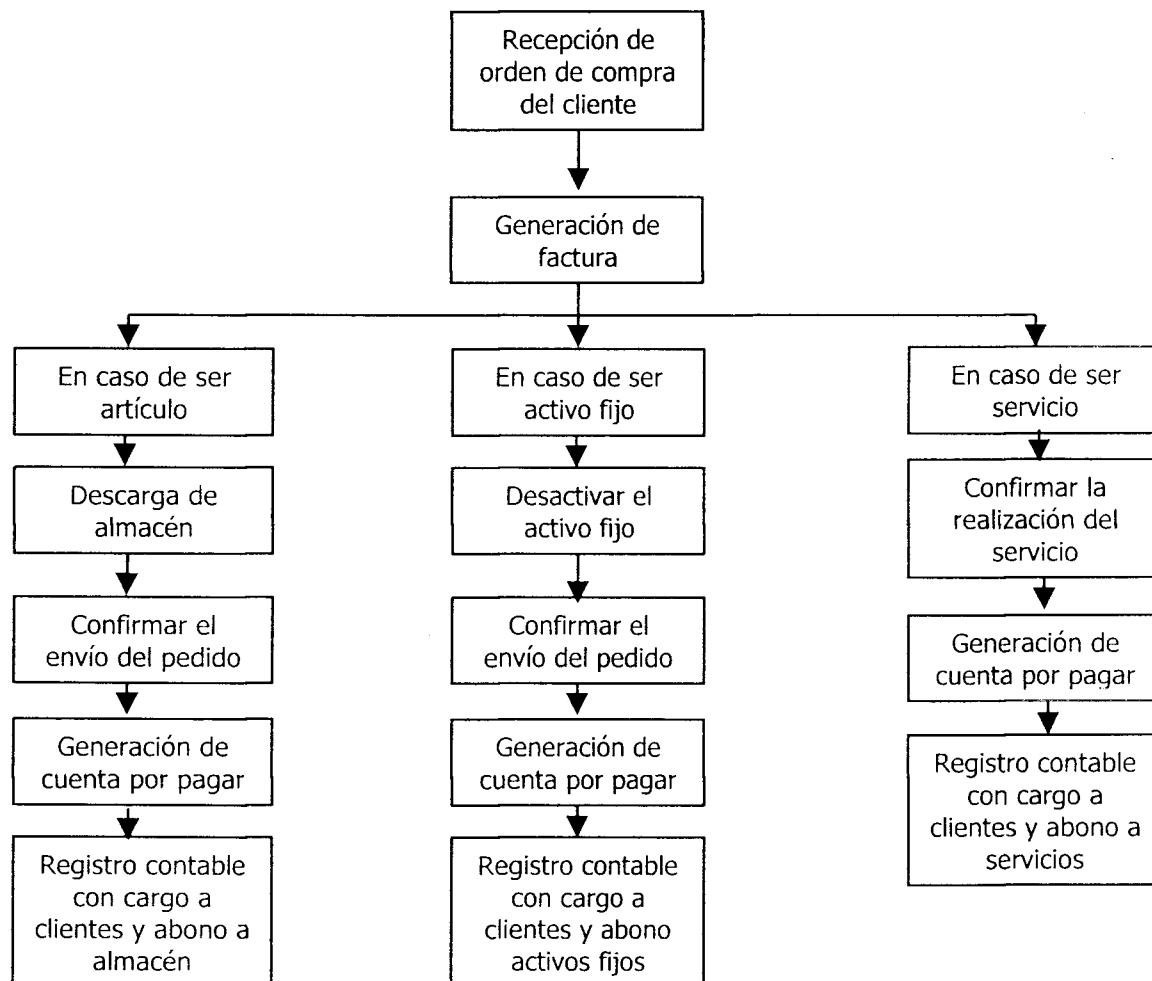 Recepción de
orden de compra
del cliente
Generación de
factura
En caso de ser
artículo
Descarga de
almacén
Confirmar el
envío del pedido
Generación de
cuenta por pagar
Registro contable
con cargo a
clientes y abono a
almacén
En caso de ser
activo fijo
Desactivar el
activo fijo
Confirmar el
envío del pedido
Generación de
cuenta por pagar
Registro contable
con cargo a
clientes y abono
activos fijos
En caso de ser
servicio
Confirmar la
realización del
servicio
Generación de
cuenta por pagar
Registro contable
con cargo a
clientes y abono a
servicios